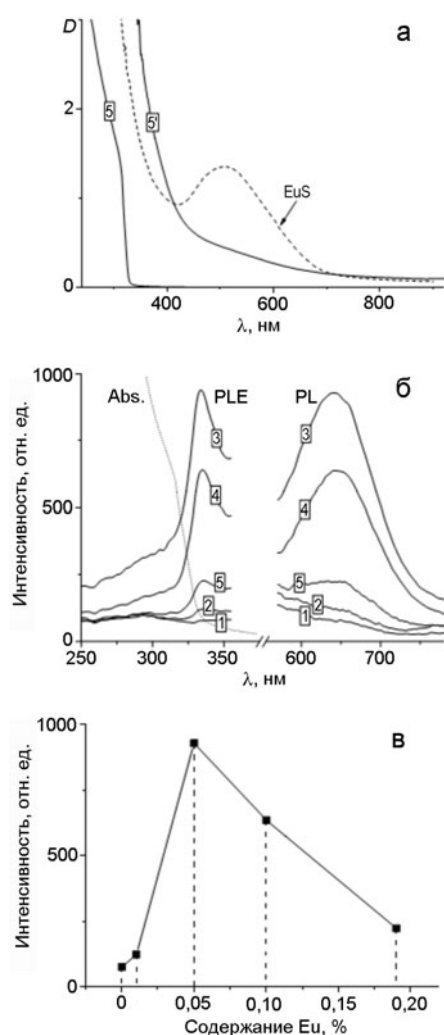 а
D
2
0
5
5'
EuS
400 600 800
λ, нм
б
Интенсивность, отн. ед.
1000
500
0
Abs. PLE PL
3
4
5
2
1
3
4
5
2
1
250 300 350 600 700
λ, нм
в
Интенсивность, отн. ед.
1000
500
0
0 0,05 0,10 0,15 0,20
Содержание Eu, %